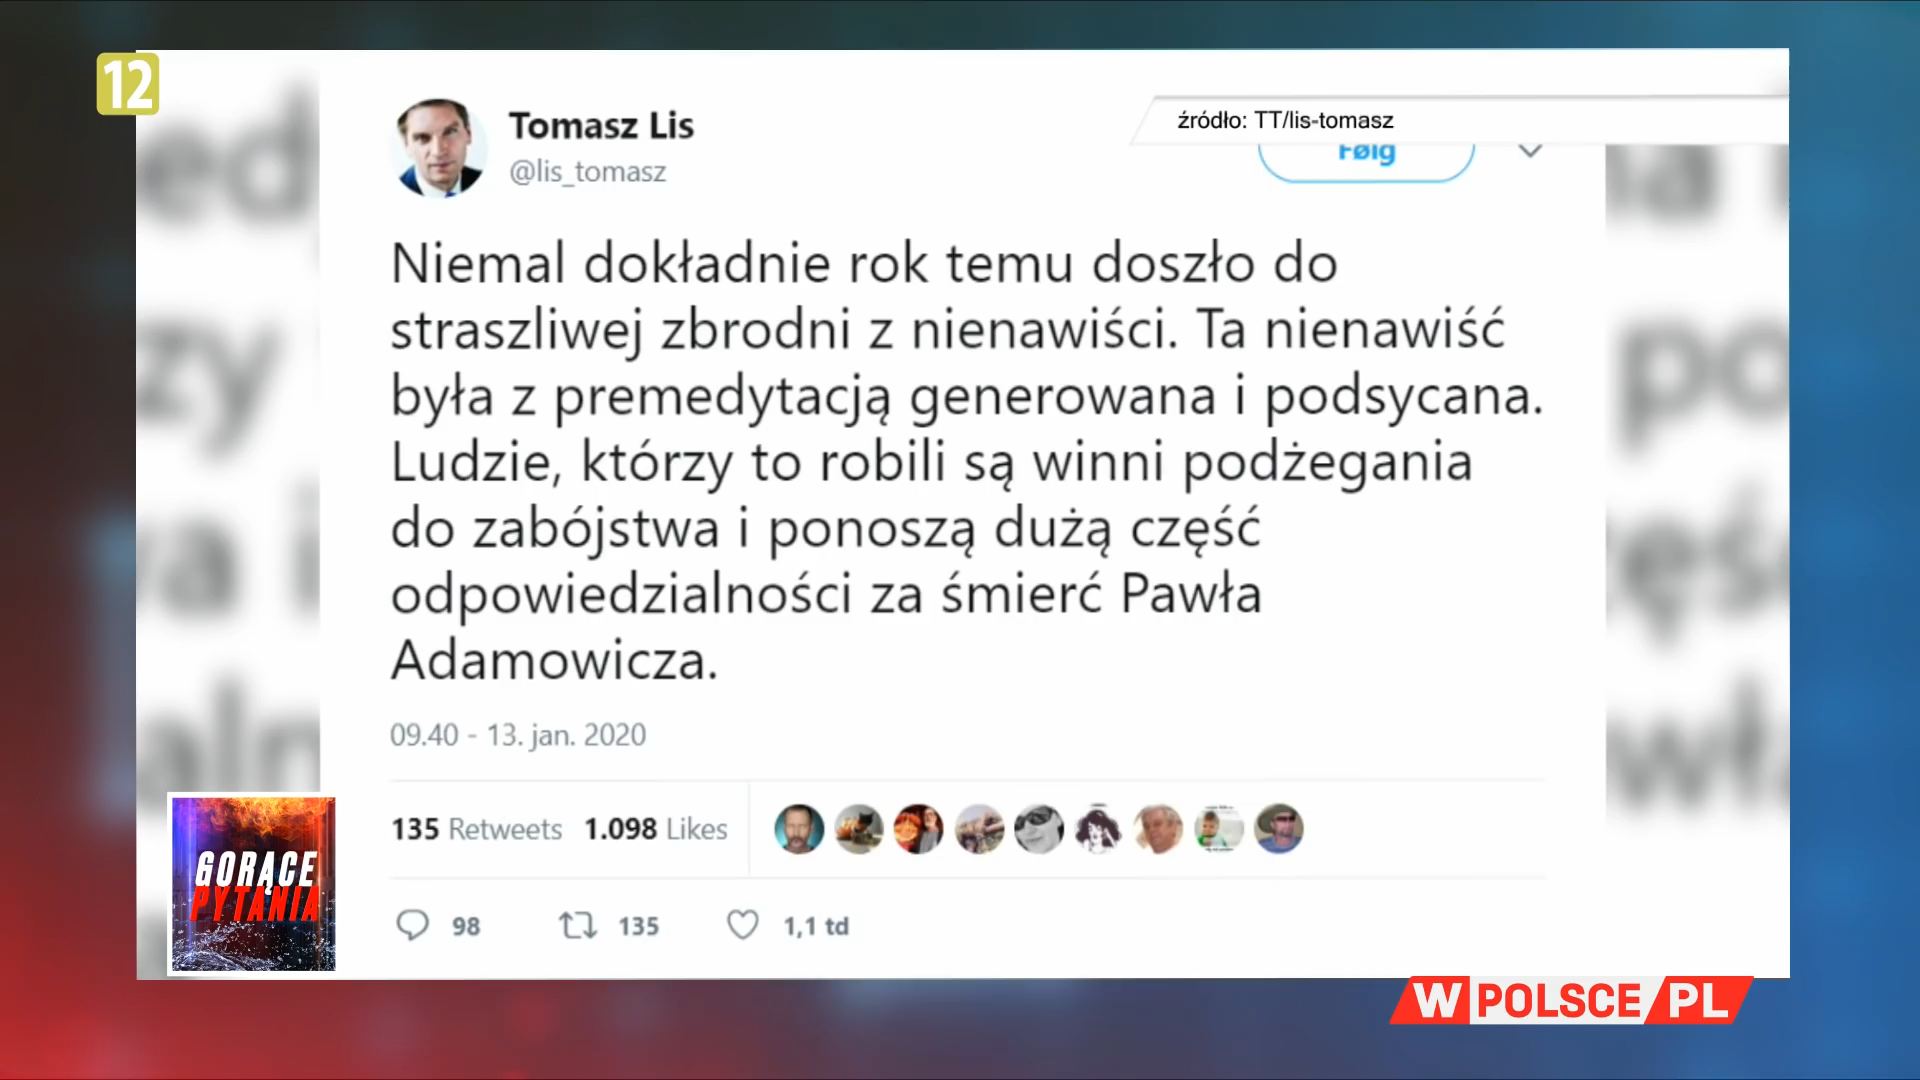 12
Tomasz Lis
@lis_tomasz
źródło: TT/lis-tomasz
Følg
Niemal dokładnie rok temu doszło do
straszliwej zbrodni z nienawiści. Ta nienawiść
była z premedytacją generowana i podsycana.
Ludzie, którzy to robili są winni podżegania
do zabójstwa i ponoszą dużą część
odpowiedzialności za śmierć Pawła
Adamowicza.
09.40 - 13. jan. 2020
135 Retweets 1.098 Likes
98 135 1,1 td
GORĄCE
PYTANIA
WPOLSCE/PL